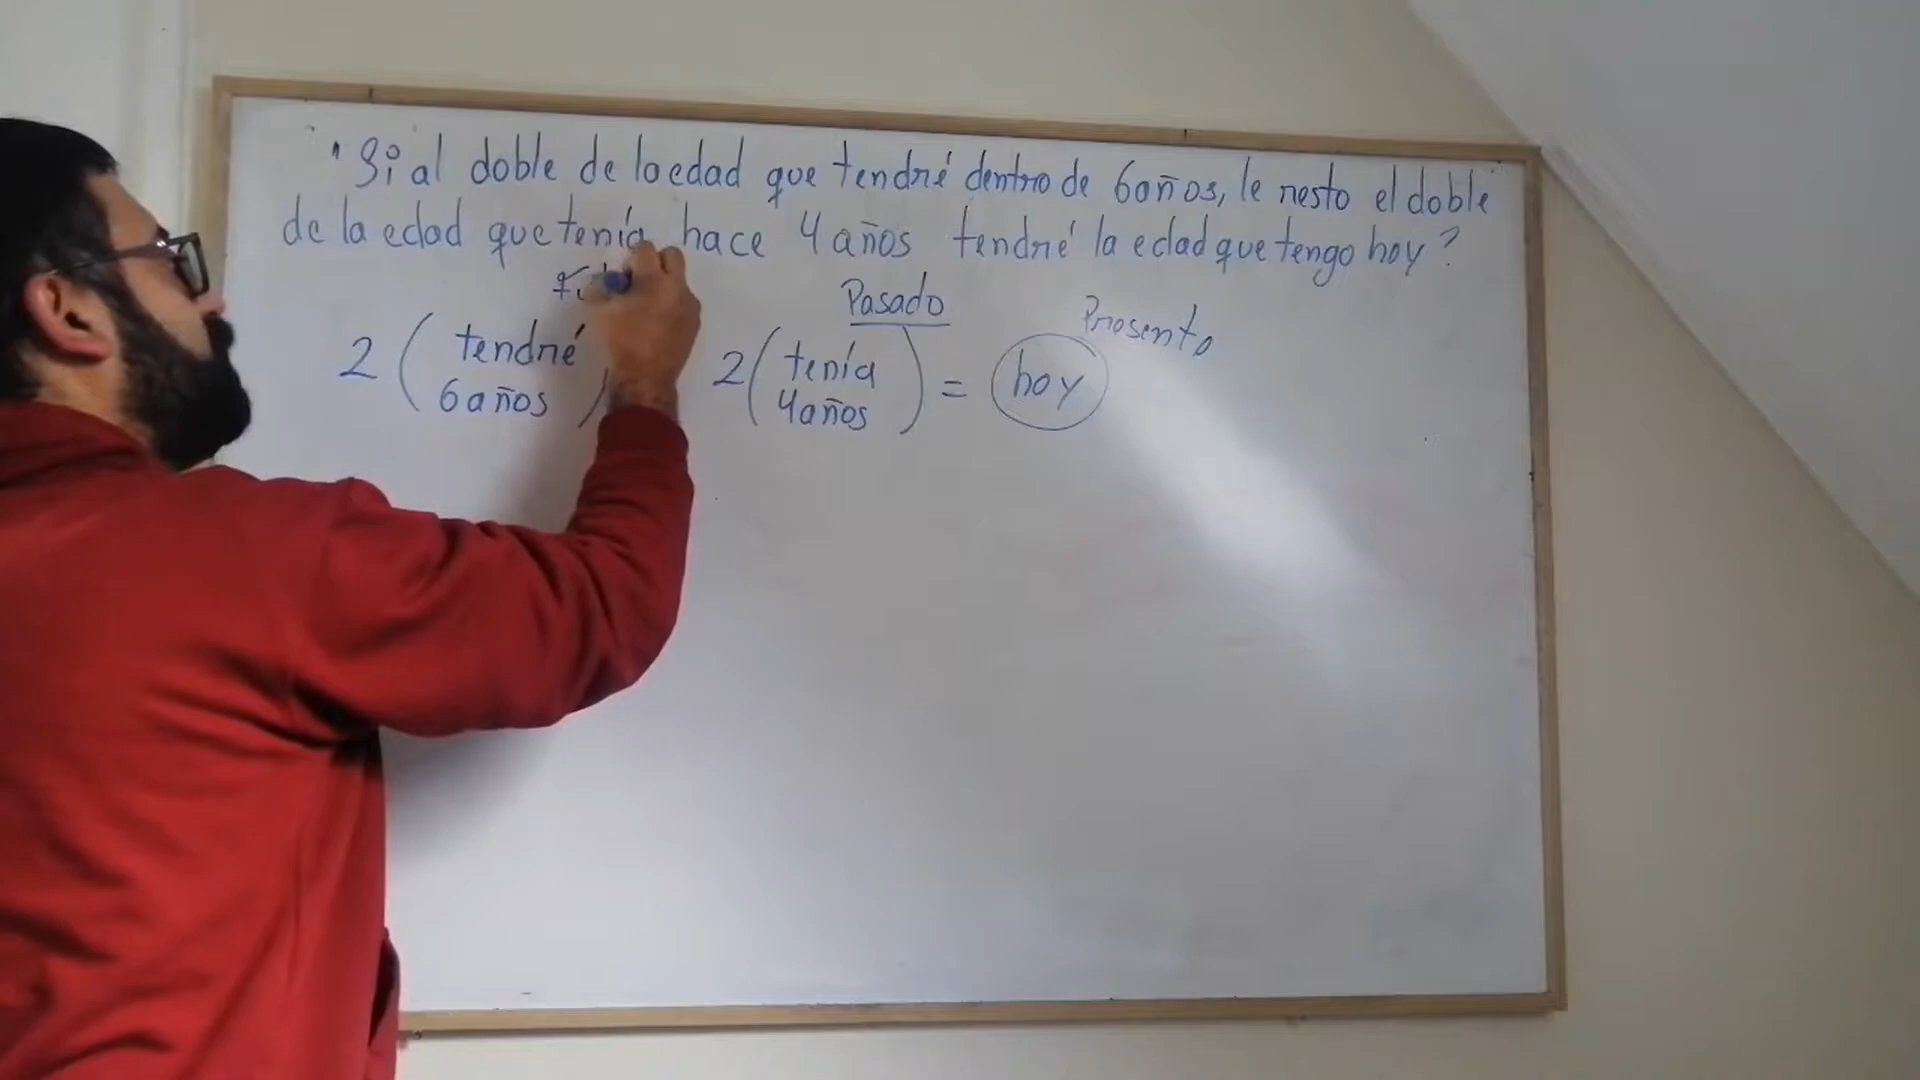 "Si al doble de la edad que tendré dentro de 6 años, le resto el doble
de la edad que tenía hace 4 años tendré la edad que tengo hoy?
Pasado
Presente
2 ( tendré 6 años ) 2 ( tenía 4 años ) = hoy